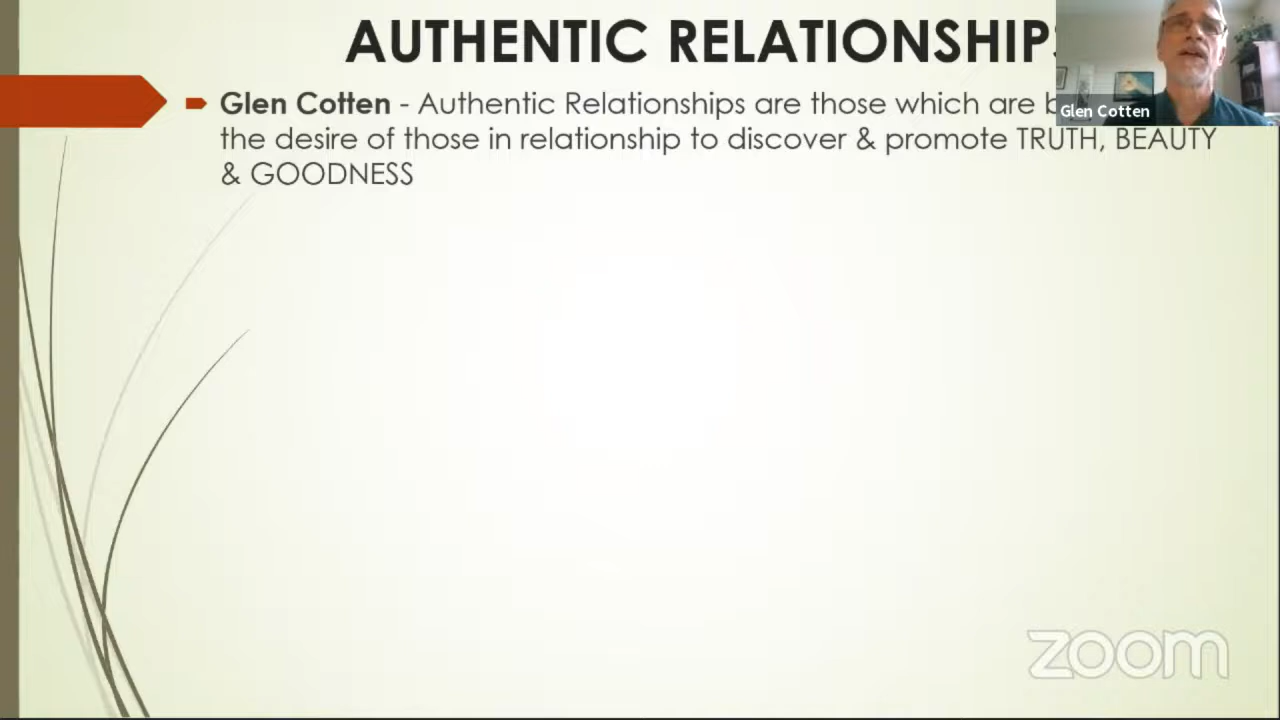 AUTHENTIC RELATIONSHIPS
Glen Cotten - Authentic Relationships are those which are
the desire of those in relationship to discover & promote TRUTH, BEAUTY
& GOODNESS
Glen Cotten
zoom